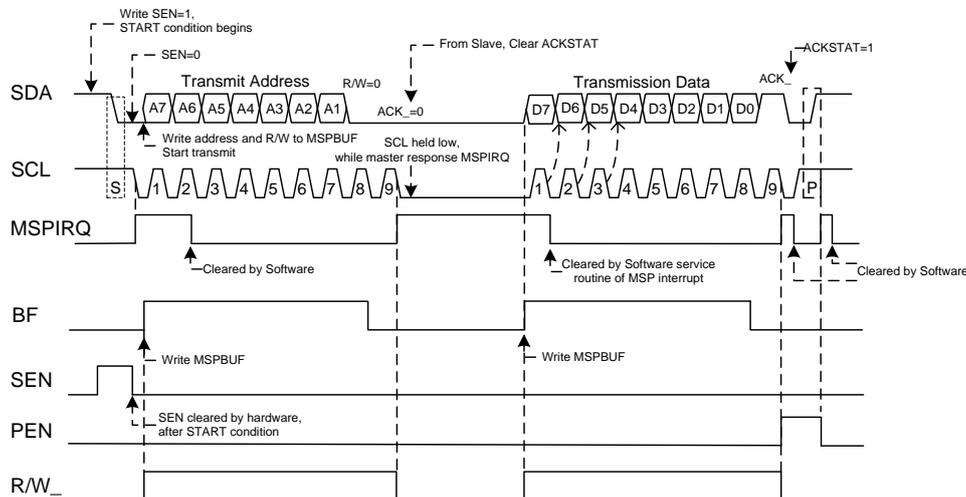 Write SEN=1,
START condition begins
SEN=0
From Slave, Clear ACKSTAT
ACKSTAT=1
Transmit Address
R/W=0
Transmission Data
ACK_
SDA
A7 A6 A5 A4 A3 A2 A1
ACK_=0
D7 D6 D5 D4 D3 D2 D1 D0
Write address and R/W to MSPBUF
Start transmit
SCL held low,
while master response MSPIRQ
SCL
S
1 2 3 4 5 6 7 8 9
1 2 3 4 5 6 7 8 9
P
MSPIRQ
Cleared by Software
Cleared by Software service
routine of MSP interrupt
Cleared by Software
BF
Write MSPBUF
Write MSPBUF
SEN
SEN cleared by hardware,
after START condition
PEN
R/W_